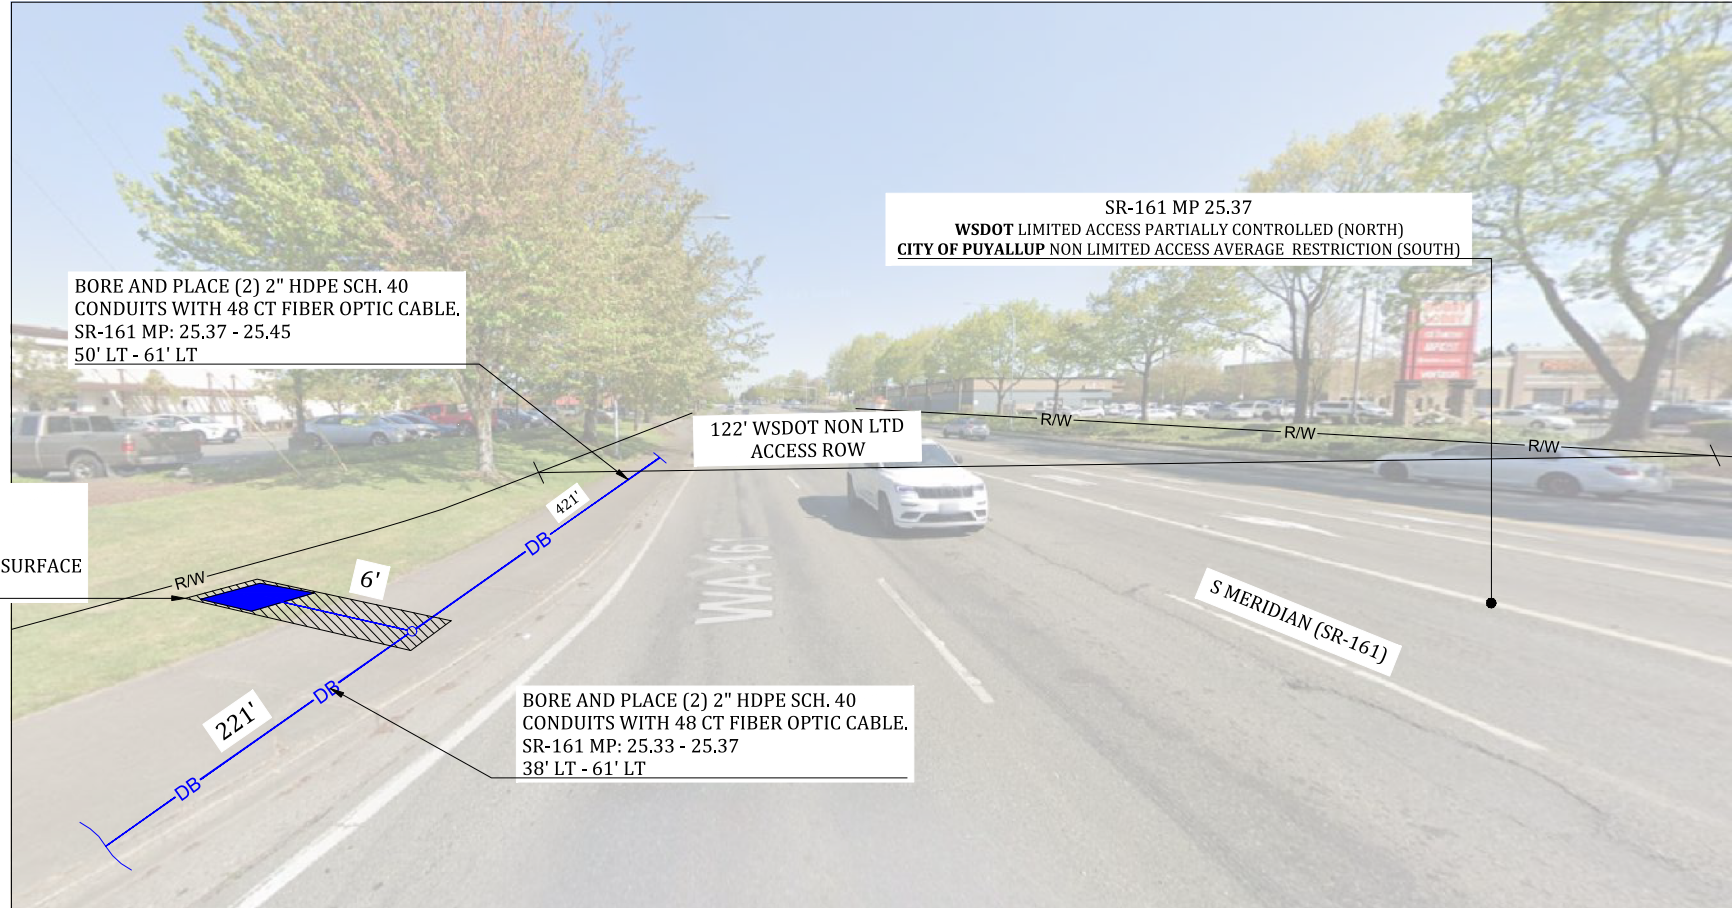 SR-161 MP 25.37
WSDOT LIMITED ACCESS PARTIALLY CONTROLLED (NORTH)
CITY OF PUYALLUP NON LIMITED ACCESS AVERAGE RESTRICTION (SOUTH)
BORE AND PLACE (2) 2" HDPE SCH. 40
CONDUITS WITH 48 CT FIBER OPTIC CABLE.
SR-161 MP: 25.37 - 25.45
50' LT - 61' LT
122' WSDOT NON LTD
ACCESS ROW
R/W
R/W
R/W
421'
DB
SURFACE
R/W
6'
WA-161
S MERIDIAN (SR-161)
DB
221'
DB
BORE AND PLACE (2) 2" HDPE SCH. 40
CONDUITS WITH 48 CT FIBER OPTIC CABLE.
SR-161 MP: 25.33 - 25.37
38' LT - 61' LT